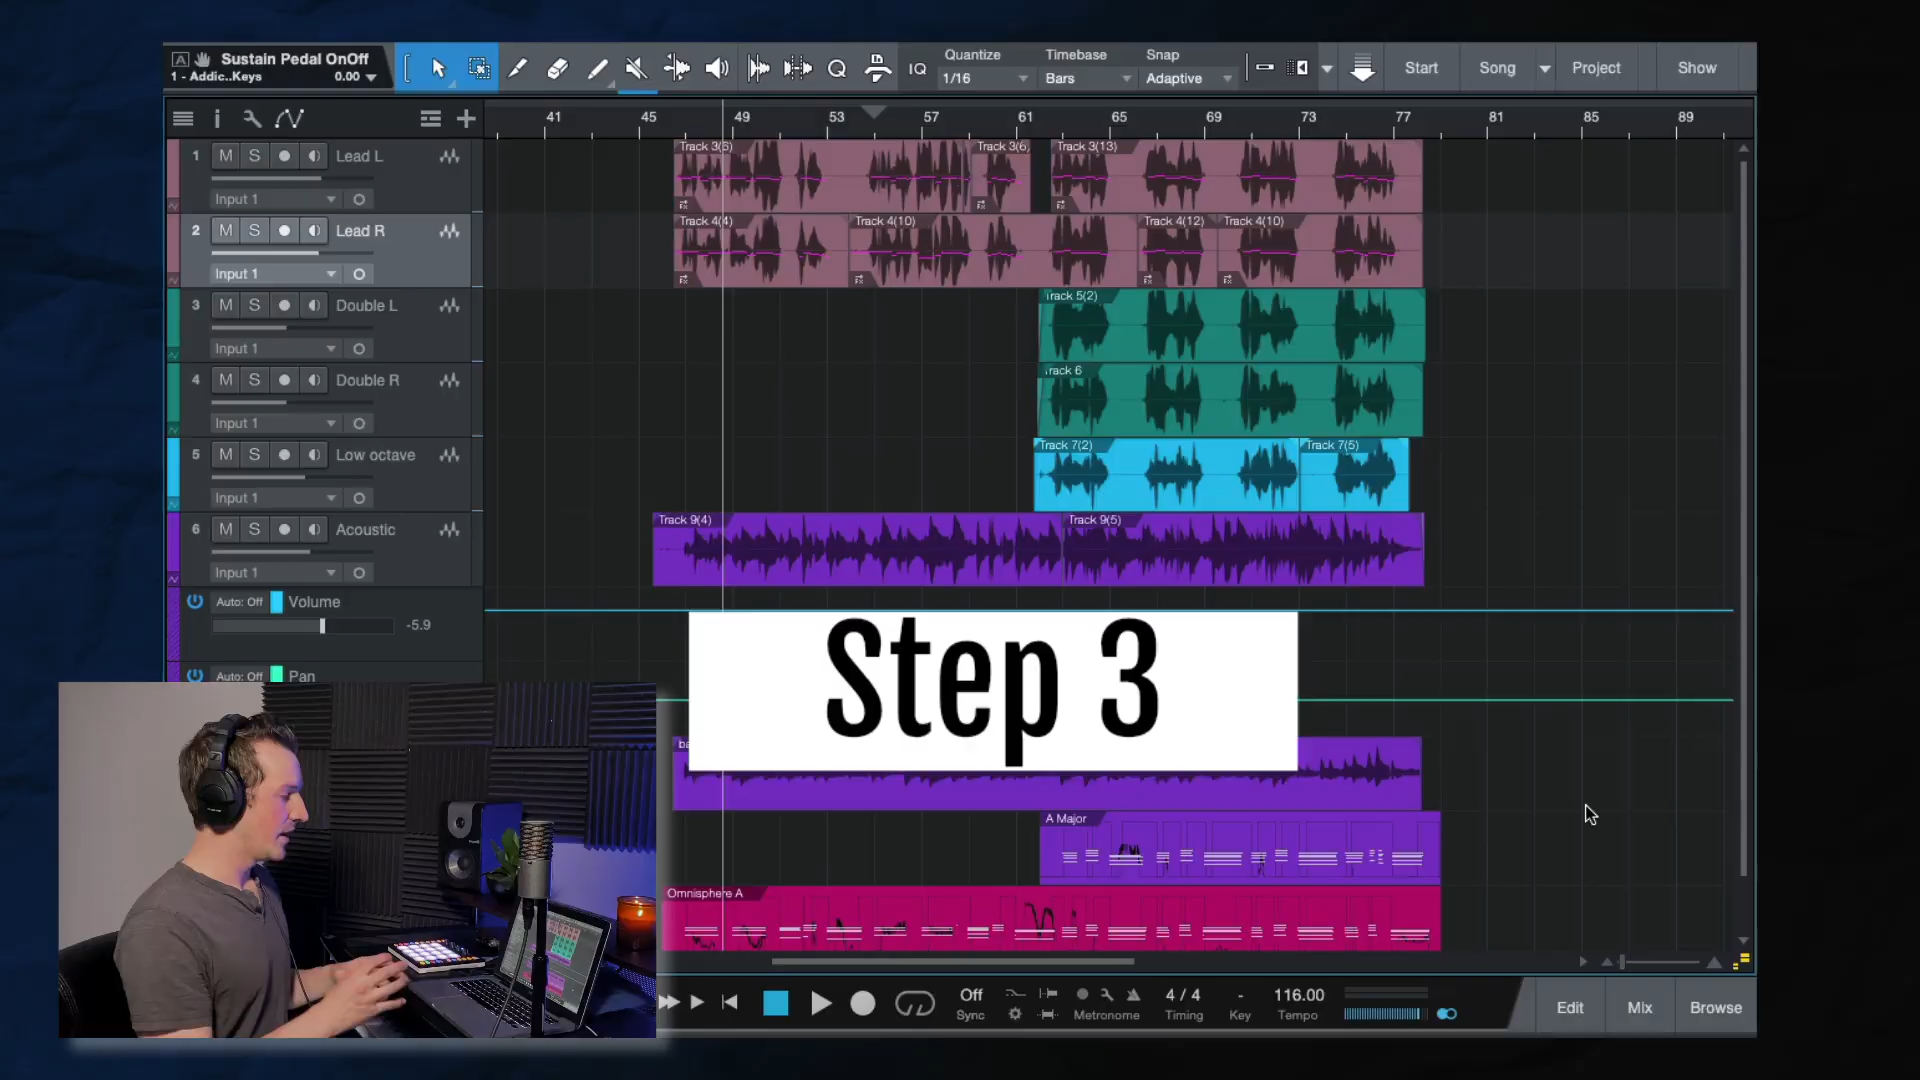 Sustain Pedal OnOff
1 - Addic..Keys 0.00
Quantize Timebase Snap
1/16 Bars Adaptive
IQ
Start Song Project Show
41 45 49 53 57 61 65 69 73 77 81 85 89
1 M S Lead L
Input 1
Track 3(6) Track 3(6, Track 3(13)
2 M S Lead R
Input 1
Track 4(4) Track 4(10) Track 4(12) Track 4(10)
3 M S Double L
Input 1
Track 5(2)
4 M S Double R
Input 1
Track 6
5 M S Low octave
Input 1
Track 7(2) Track 7(5)
6 M S Acoustic
Input 1
Track 9(4) Track 9(5)
Auto: Off Volume
-5.9
Auto: Off Pan
Step 3
ba
A Major
Omnisphere A
Off
Sync
Metronome
4 / 4
Timing
-
Key
116.00
Tempo
Edit Mix Browse